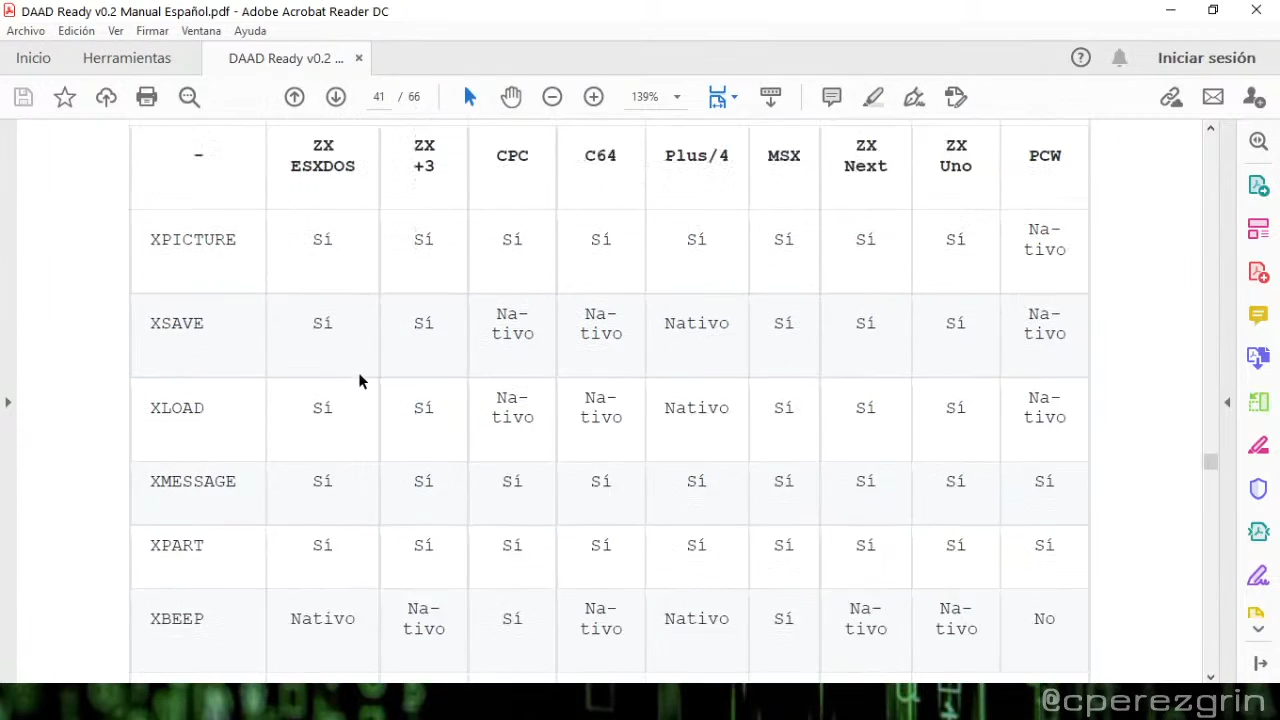 DAAD Ready v0.2 Manual Español.pdf - Adobe Acrobat Reader DC
Archivo Edición Ver Firmar Ventana Ayuda
Inicio Herramientas DAAD Ready v0.2 ... × Iniciar sesión
41 / 66 139%
- ZX ESXDOS ZX +3 CPC C64 Plus/4 MSX ZX Next ZX Uno PCW
XPICTURE Sí Sí Sí Sí Sí Sí Sí Sí Na-
tivo
XSAVE Sí Sí Na-
tivo Na-
tivo Nativo Sí Sí Sí Na-
tivo
XLOAD Sí Sí Na-
tivo Na-
tivo Nativo Sí Sí Sí Na-
tivo
XMESSAGE Sí Sí Sí Sí Sí Sí Sí Sí Sí
XPART Sí Sí Sí Sí Sí Sí Sí Sí Sí
XBEEP Nativo Na-
tivo Sí Na-
tivo Nativo Sí Na-
tivo Na-
tivo No
@cperezgrin